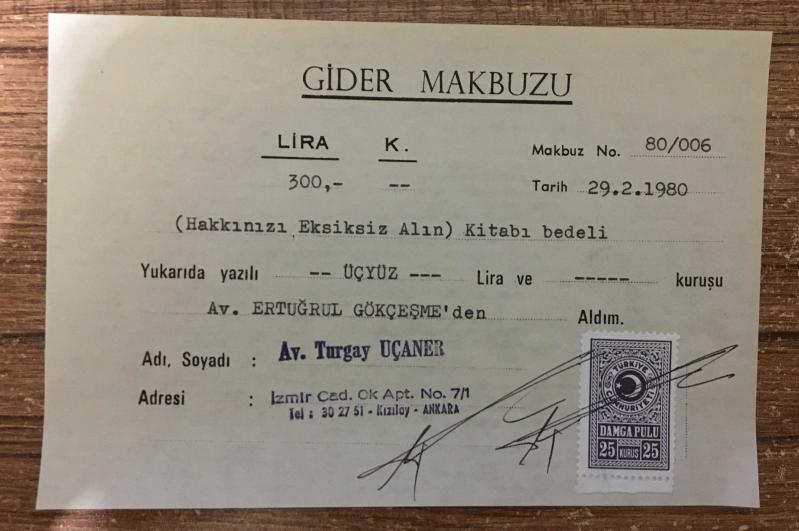 GİDER MAKBUZU
LİRA K.
Makbuz No. 80/006
300,- --
Tarih 29.2.1980
(Hakkınızı Eksiksiz Alın) Kitabı bedeli
Yukarıda yazılı -- ÜÇYÜZ --- Lira ve ----- kuruşu
Av. ERTUĞRUL GÖKÇEŞME'den Aldım.
Adı, Soyadı : Av. Turgay UÇANER
Adresi : İzmir Cad. Ok Apt. No. 7/1
Tel : 30 27 51 - Kızılay - ANKARA
TÜRKİYE
CUMHURİYETİ
DAMGA PULU
25 KURUŞ 25